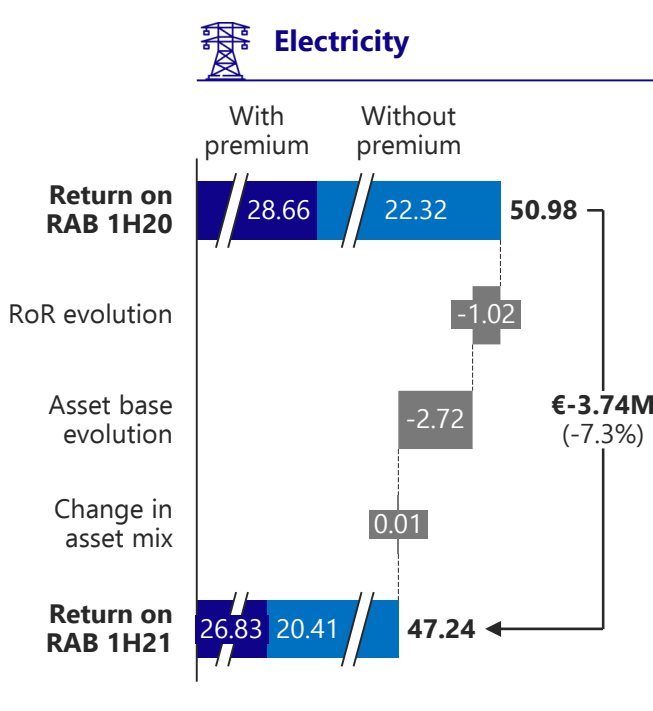 Electricity
With
premium
Without
premium
Return on
RAB 1H20
28.66
22.32
50.98
RoR evolution
-1.02
Asset base
evolution
-2.72
€-3.74M
(-7.3%)
Change in
asset mix
0.01
Return on
RAB 1H21
26.83
20.41
47.24